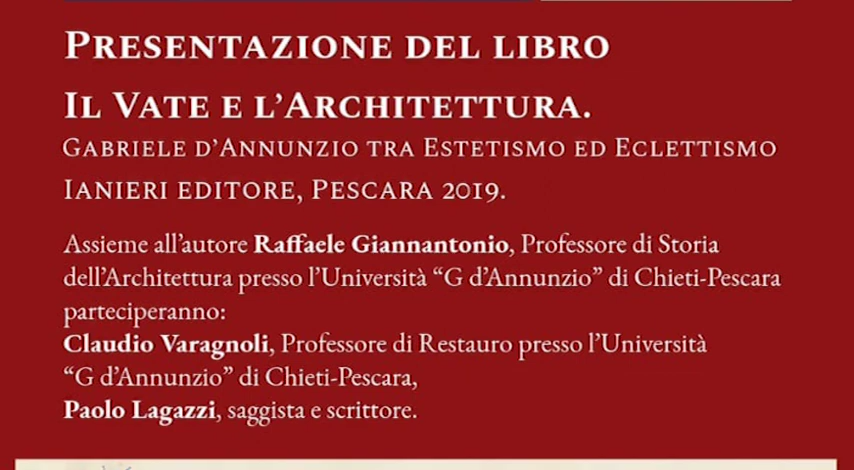 Presentazione del libro
Il Vate e l’Architettura.
Gabriele d’Annunzio tra Estetismo ed Eclettismo
Ianieri editore, Pescara 2019.
Assieme all’autore Raffaele Giannantonio, Professore di Storia
dell’Architettura presso l’Università “G d’Annunzio” di Chieti-Pescara
parteciperanno:
Claudio Varagnoli, Professore di Restauro presso l’Università
“G d’Annunzio” di Chieti-Pescara,
Paolo Lagazzi, saggista e scrittore.